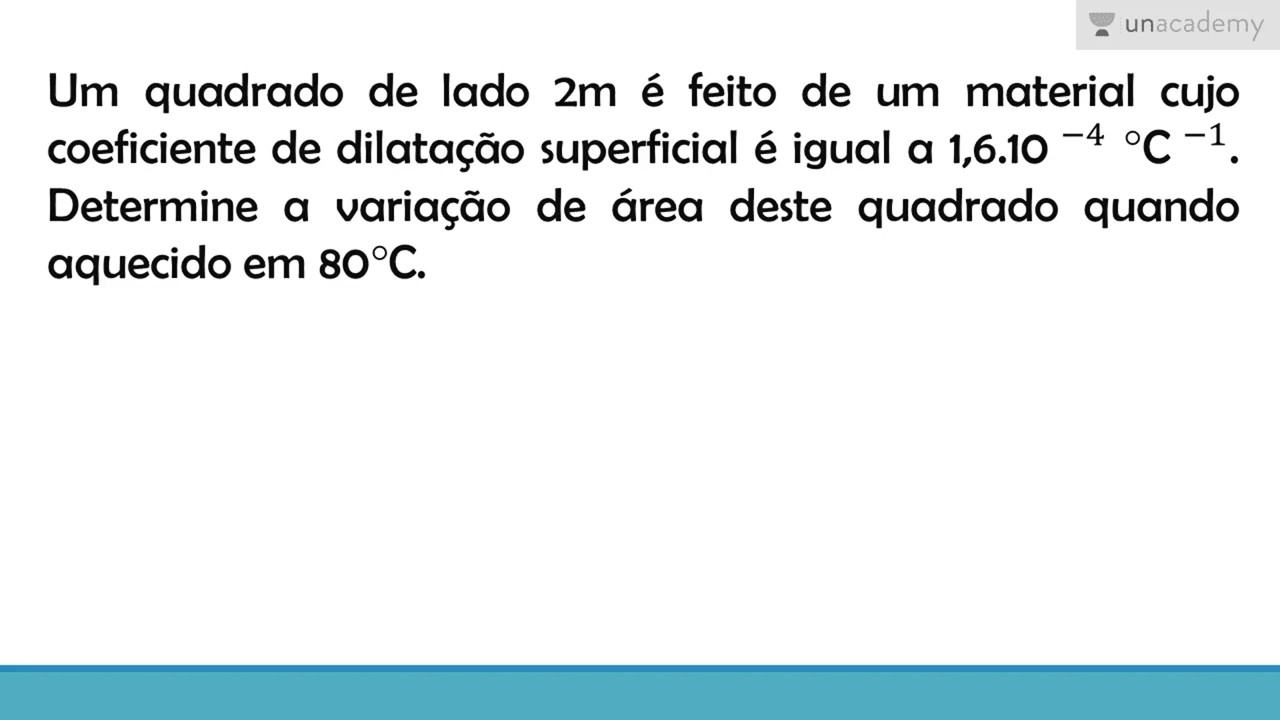 unacademy
Um quadrado de lado 2m é feito de um material cujo
coeficiente de dilatação superficial é igual a 1,6.10 ⁻⁴ °C ⁻¹.
Determine a variação de área deste quadrado quando
aquecido em 80°C.